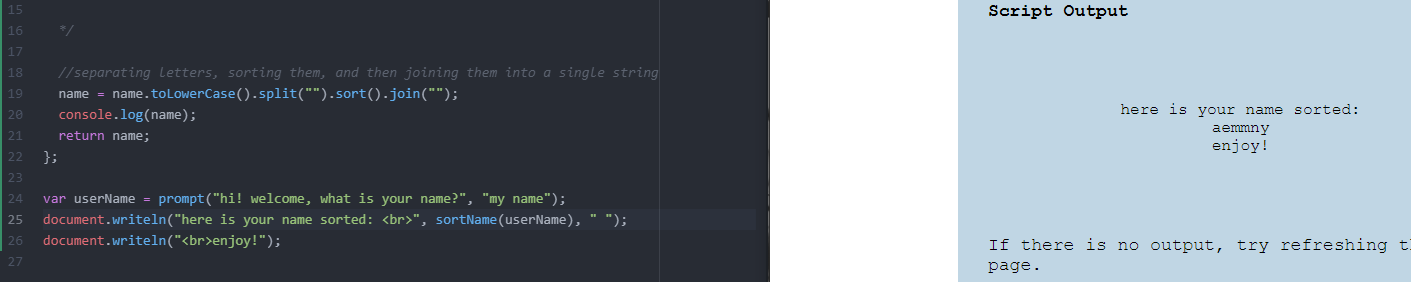 15
16 */
17
18 //separating letters, sorting them, and then joining them into a single string
19 name = name.toLowerCase().split("").sort().join("");
20 console.log(name);
21 return name;
22 };
23
24 var userName = prompt("hi! welcome, what is your name?", "my name");
25 document.writeln("here is your name sorted: <br>", sortName(userName), " ");
26 document.writeln("<br>enjoy!");
27
Script Output
here is your name sorted:
aemmny
enjoy!
If there is no output, try refreshing
page.